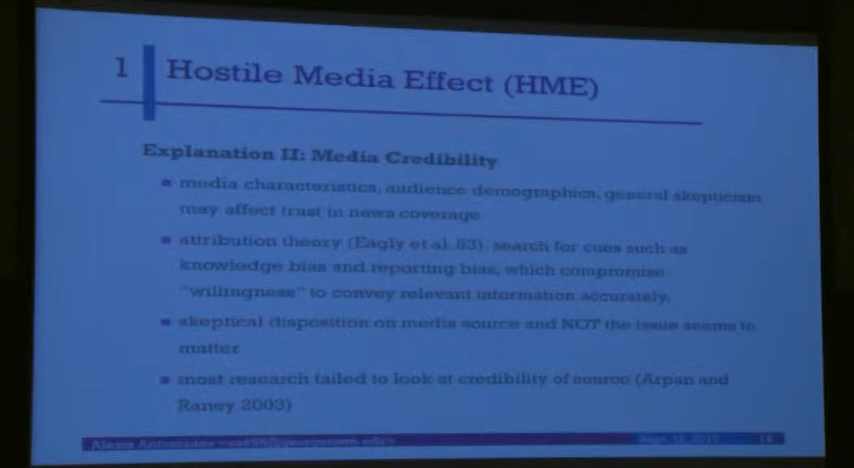 1 Hostile Media Effect (HME)
Explanation II: Media Credibility
media characteristics, audience demographics, general skepticism
may affect trust in news coverage
attribution theory (Eagly et al. 83): search for cues such as
knowledge bias and reporting bias, which compromise
“willingness” to convey relevant information accurately.
skeptical disposition on media source and NOT the issue seems to
matter
most research failed to look at credibility of source (Arpan and
Raney 2003)